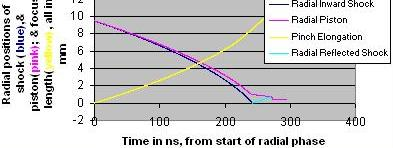 Radial positions of
shock (blue),&
piston(pink); & focus
length(yellow), all in
mm
12
10
8
6
4
2
0
-2
0
100
200
300
400
Radial Inward Shock
Radial Piston
Pinch Elongation
Radial Reflected Shock
Time in ns, from start of radial phase